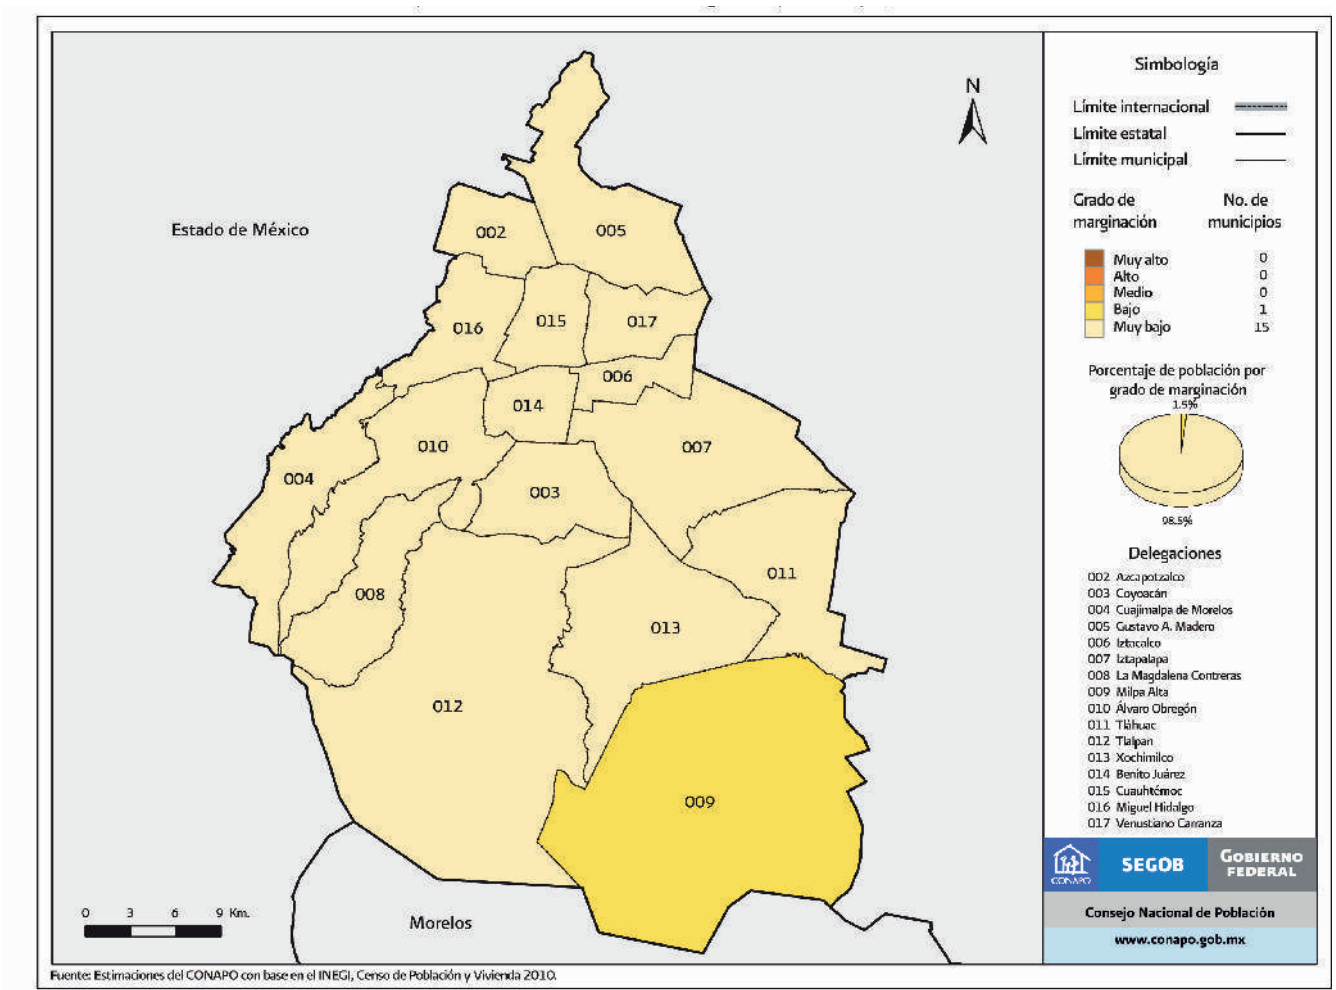 Simbología
N
Límite internacional
Límite estatal
Límite municipal
Grado de marginación
No. de municipios
Muy alto 0
Alto 0
Medio 0
Bajo 1
Muy bajo 15
Porcentaje de población por
grado de marginación
1.5%
98.5%
Delegaciones
002 Azcapotzalco
003 Coyoacán
004 Cuajimalpa de Morelos
005 Gustavo A. Madero
006 Iztacalco
007 Iztapalapa
008 La Magdalena Contreras
009 Milpa Alta
010 Álvaro Obregón
011 Tláhuac
012 Tlalpan
013 Xochimilco
014 Benito Juárez
015 Cuauhtémoc
016 Miguel Hidalgo
017 Venustiano Carranza
CONAPO
SEGOB
GOBIERNO
FEDERAL
Consejo Nacional de Población
www.conapo.gob.mx
Estado de México
002
005
016
015
017
006
014
010
007
004
003
011
008
013
012
009
Morelos
0 3 6 9 Km.
Fuente: Estimaciones del CONAPO con base en el INEGI, Censo de Población y Vivienda 2010.